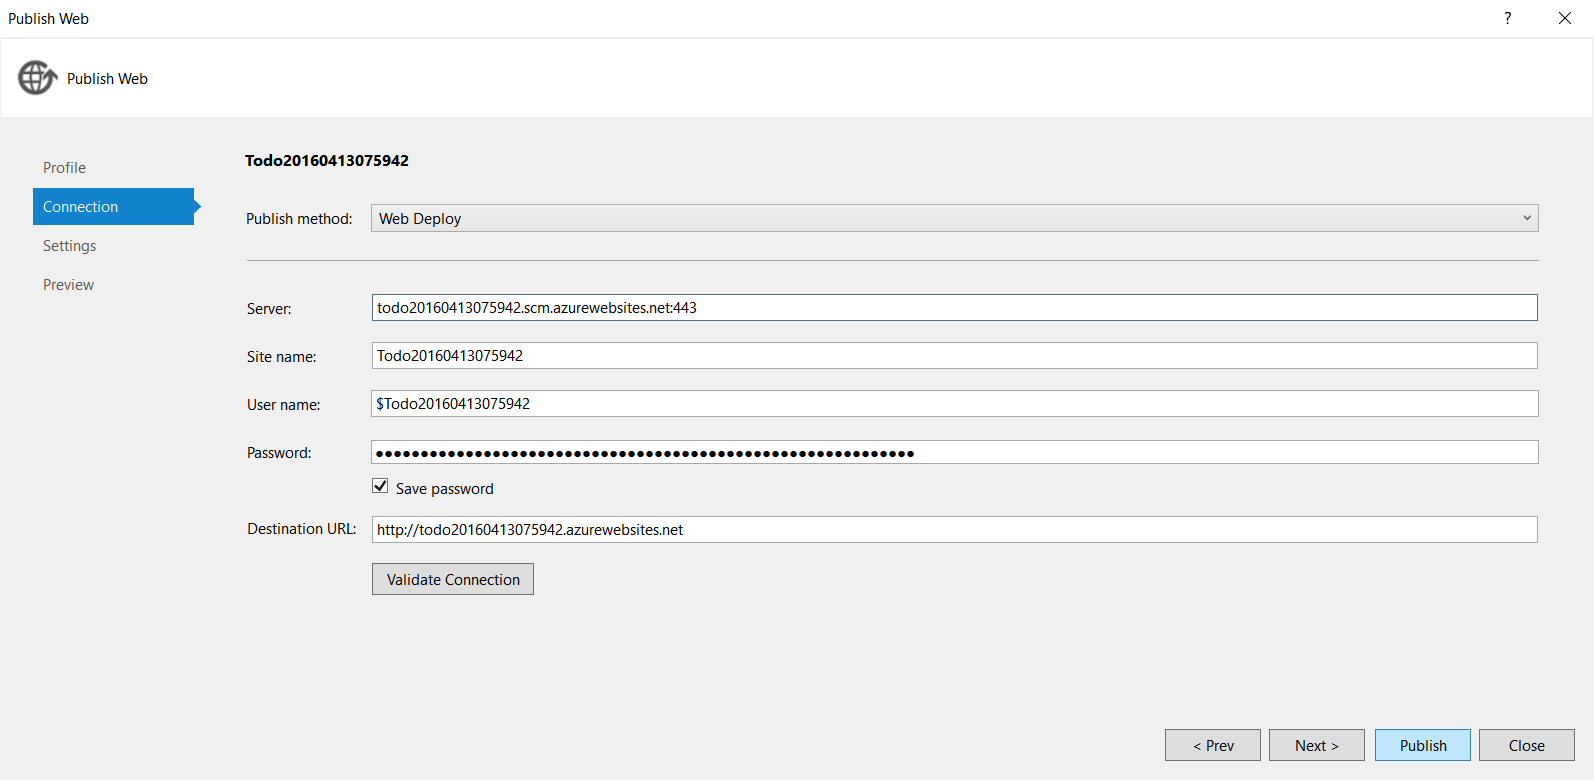 Publish Web
?
Publish Web
Profile
Connection
Settings
Preview
Todo20160413075942
Publish method: Web Deploy
Server: todo20160413075942.scm.azurewebsites.net:443
Site name: Todo20160413075942
User name: $Todo20160413075942
Password: ●●●●●●●●●●●●●●●●●●●●●●●●●●●●●●●●●●●●●●●●●●●●●●●●●●●●●●●●●●●●
Save password
Destination URL: http://todo20160413075942.azurewebsites.net
Validate Connection
< Prev Next > Publish Close